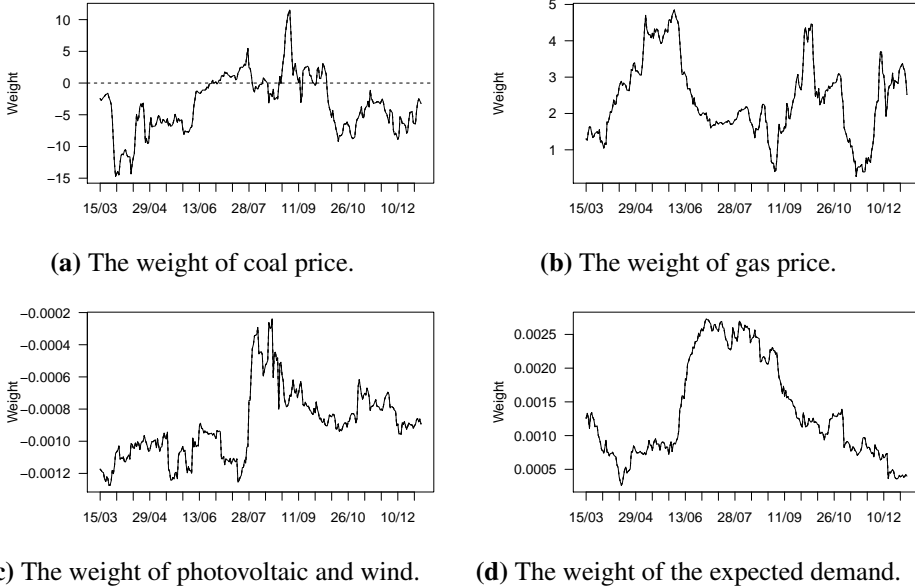 10
5
0
−5
−10
−15
Weight
15/03 29/04 13/06 28/07 11/09 26/10 10/12
(a) The weight of coal price.
5
4
3
2
1
Weight
15/03 29/04 13/06 28/07 11/09 26/10 10/12
(b) The weight of gas price.
−0.0002
−0.0004
−0.0006
−0.0008
−0.0010
−0.0012
Weight
15/03 29/04 13/06 28/07 11/09 26/10 10/12
c) The weight of photovoltaic and wind.
0.0025
0.0020
0.0015
0.0010
0.0005
Weight
15/03 29/04 13/06 28/07 11/09 26/10 10/12
(d) The weight of the expected demand.